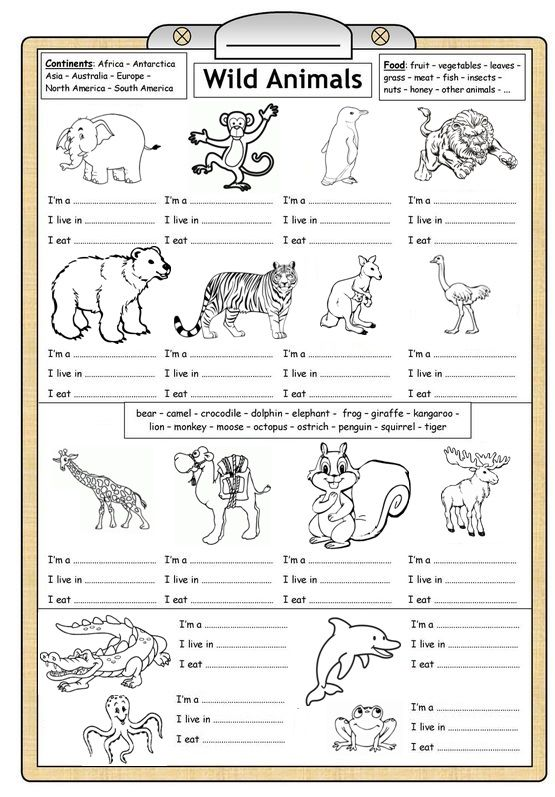 Continents: Africa – Antarctica
Asia – Australia – Europe –
North America – South America
Wild Animals
Food: fruit – vegetables – leaves –
grass – meat – fish – insects –
nuts – honey – other animals - ...
I'm a .......................... I'm a .......................... I'm a .......................... I'm a ..........................
I live in ...................... I live in ...................... I live in ...................... I live in ......................
I eat .......................... I eat .......................... I eat .......................... I eat ..........................
I'm a .......................... I'm a .......................... I'm a .......................... I'm a ..........................
I live in ...................... I live in ...................... I live in ...................... I live in ......................
I eat .......................... I eat .......................... I eat .......................... I eat ..........................
bear – camel – crocodile – dolphin – elephant - frog – giraffe – kangaroo -
lion – monkey – moose – octopus – ostrich – penguin – squirrel - tiger
I'm a .......................... I'm a .......................... I'm a .......................... I'm a ..........................
I live in ...................... I live in ...................... I live in ...................... I live in ......................
I eat .......................... I eat .......................... I eat .......................... I eat ..........................
I'm a .......................... I'm a ..........................
I live in ...................... I live in ......................
I eat .......................... I eat ..........................
I'm a .......................... I'm a ..........................
I live in ...................... I live in ......................
I eat .......................... I eat ..........................